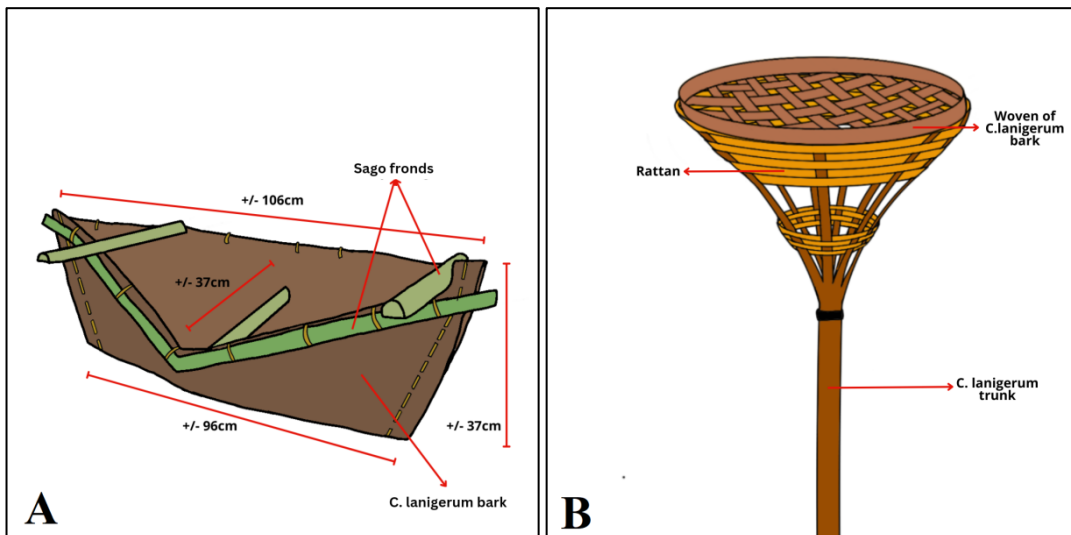 Sago fronds
+/- 106cm
+/- 37cm
+/- 96cm
+/- 37cm
C. lanigerum bark
A
Woven of
C.lanigerum
bark
Rattan
C. lanigerum
trunk
B